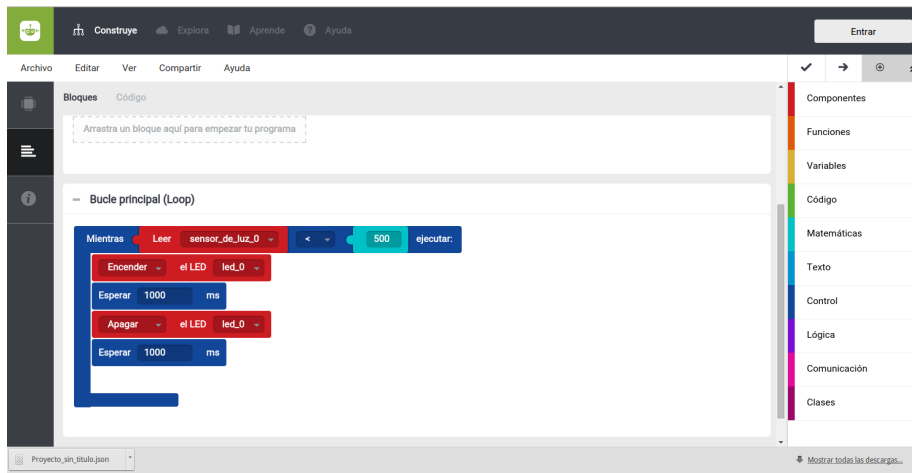 Construye Explora Aprende Ayuda Entrar
Archivo Editar Ver Compartir Ayuda
Bloques Código
Arrastra un bloque aquí para empezar tu programa
Bucle principal (Loop)
Mientras Leer sensor_de_luz_0 < 500 ejecutar:
Encender el LED led_0
Esperar 1000 ms
Apagar el LED led_0
Esperar 1000 ms
Componentes
Funciones
Variables
Código
Matemáticas
Texto
Control
Lógica
Comunicación
Clases
Proyecto_sin_titulo.json
Mostrar todas las descargas...